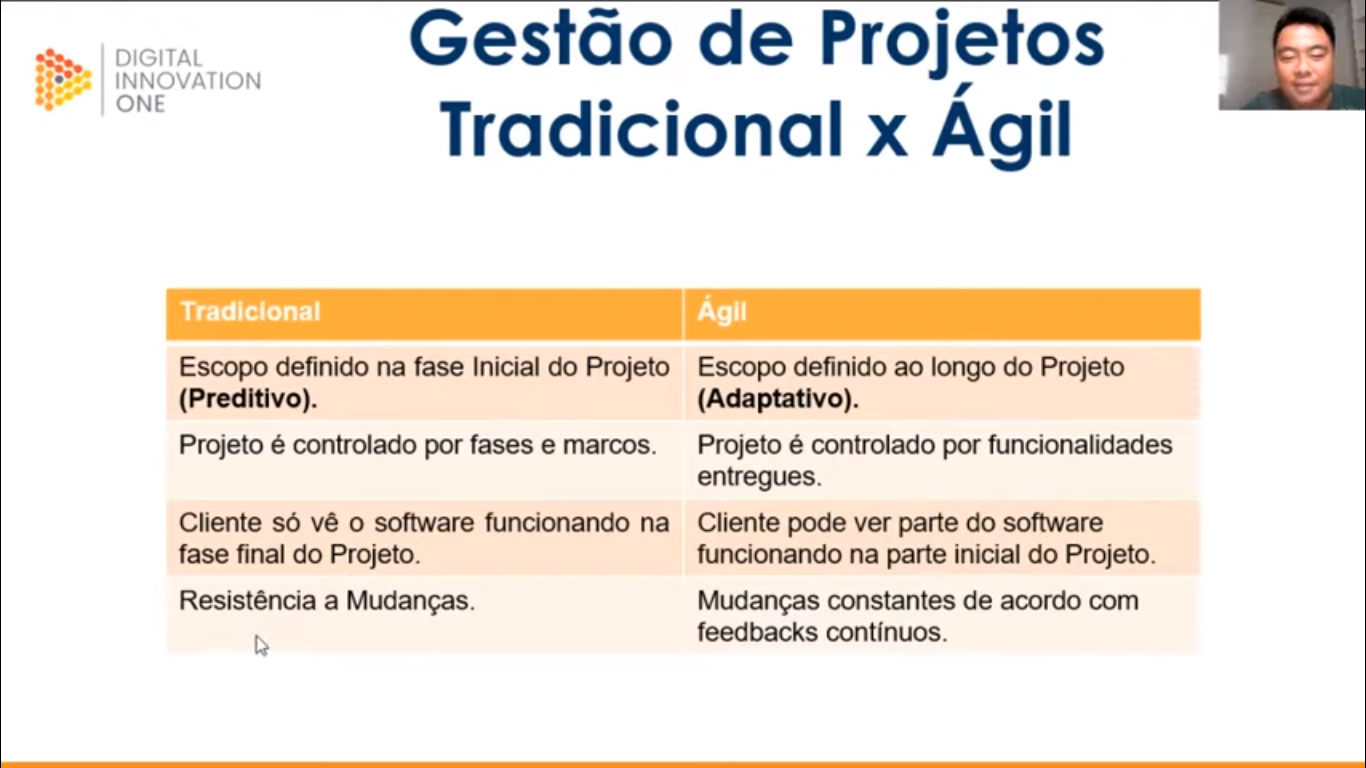 DIGITAL
INNOVATION
ONE
Gestão de Projetos
Tradicional x Ágil
Tradicional
Ágil
Escopo definido na fase Inicial do Projeto
(Preditivo).
Escopo definido ao longo do Projeto
(Adaptativo).
Projeto é controlado por fases e marcos.
Projeto é controlado por funcionalidades
entregues.
Cliente só vê o software funcionando na
fase final do Projeto.
Cliente pode ver parte do software
funcionando na parte inicial do Projeto.
Resistência a Mudanças.
Mudanças constantes de acordo com
feedbacks contínuos.